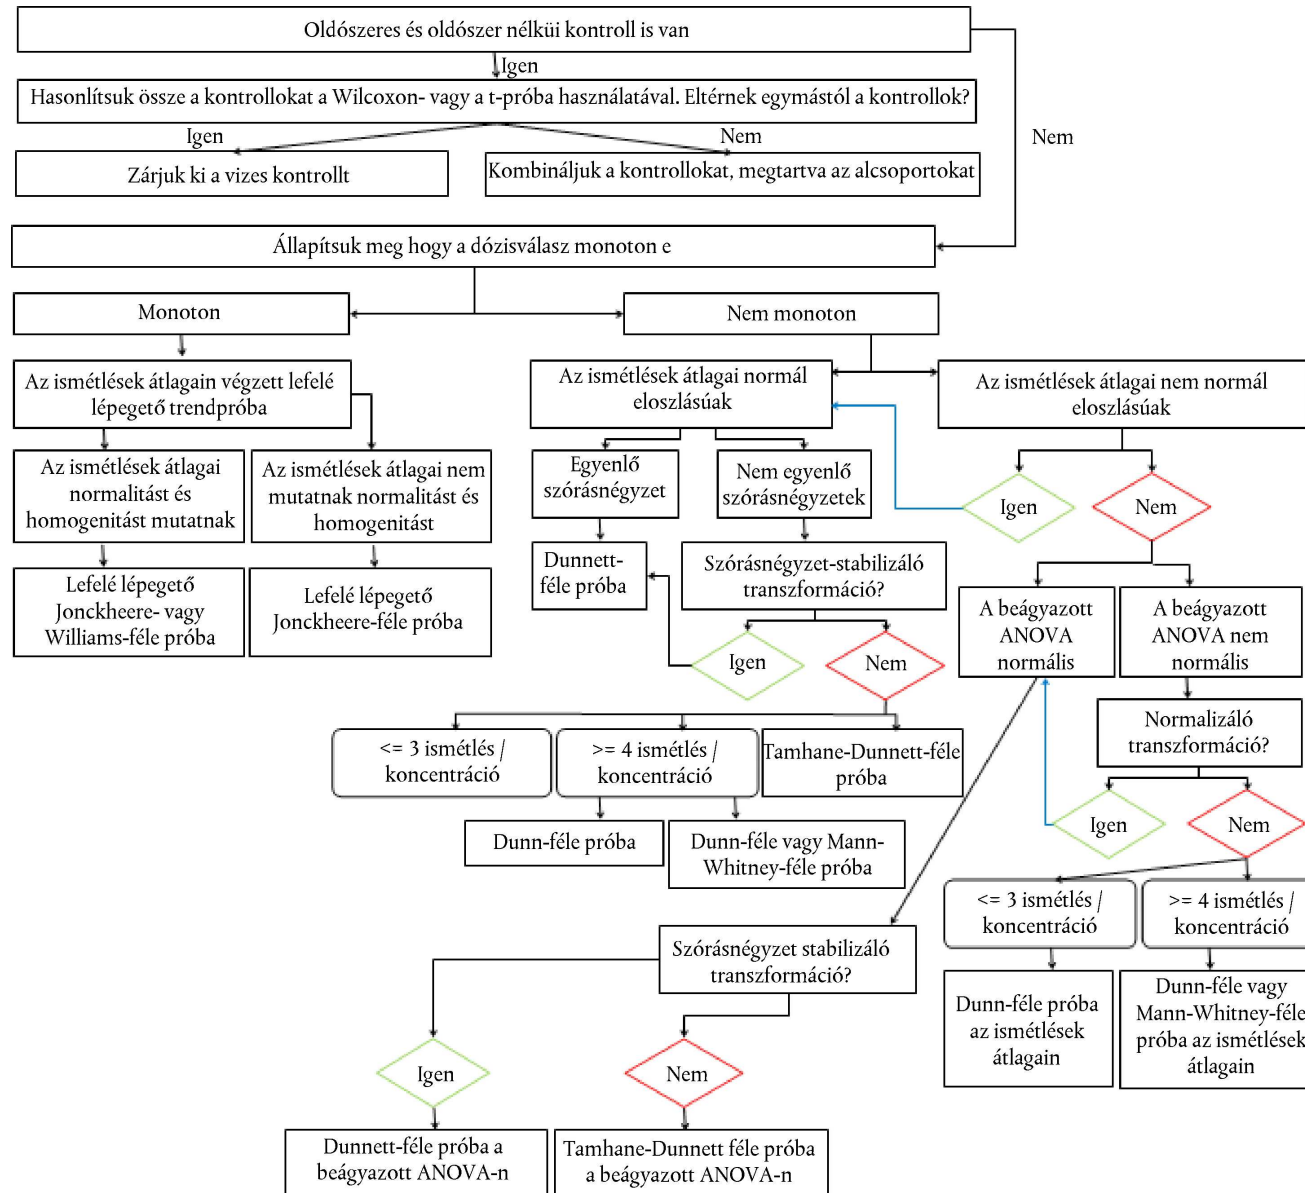 Oldószeres és oldószer nélküi kontroll is van
Igen
Hasonlítsuk össze a kontrollokat a Wilcoxon- vagy a t-próba használatával. Eltérnek egymástól a kontrollok?
Igen
Nem
Nem
Zárjuk ki a vizes kontrollt
Kombináljuk a kontrollokat, megtartva az alcsoportokat
Állapítsuk meg hogy a dózisválasz monoton e
Monoton
Nem monoton
Az ismétlések átlagain végzett lefelé
lépegető trendpróba
Az ismétlések átlagai normál
eloszlásúak
Az ismétlések átlagai nem normál
eloszlásúak
Az ismétlések átlagai
normalitást és
homogenitást mutatnak
Az ismétlések átlagai nem
mutatnak normalitást és
homogenitást
Egyenlő
szórásnégyzet
Nem egyenlő
szórásnégyzetek
Igen
Nem
Lefelé lépegető
Jonckheere- vagy
Williams-féle próba
Lefelé lépegető
Jonckheere-féle próba
Dunnett-
féle próba
Szórásnégyzet-stabilizáló
transzformáció?
A beágyazott
ANOVA
normális
A beágyazott
ANOVA nem
normális
Igen
Nem
Normalizáló
transzformáció?
<= 3 ismétlés /
koncentráció
>= 4 ismétlés /
koncentráció
Tamhane-Dunnett-féle
próba
Igen
Nem
Dunn-féle próba
Dunn-féle vagy Mann-
Whitney-féle próba
<= 3 ismétlés /
koncentráció
>= 4 ismétlés /
koncentráció
Szórásnégyzet stabilizáló
transzformáció?
Dunn-féle próba
az ismétlések
átlagain
Dunn-féle vagy
Mann-Whitney-féle
próba az ismétlések
átlagain
Igen
Nem
Dunnett-féle próba a
beágyazott ANOVA-n
Tamhane-Dunnett féle próba
a beágyazott ANOVA-n